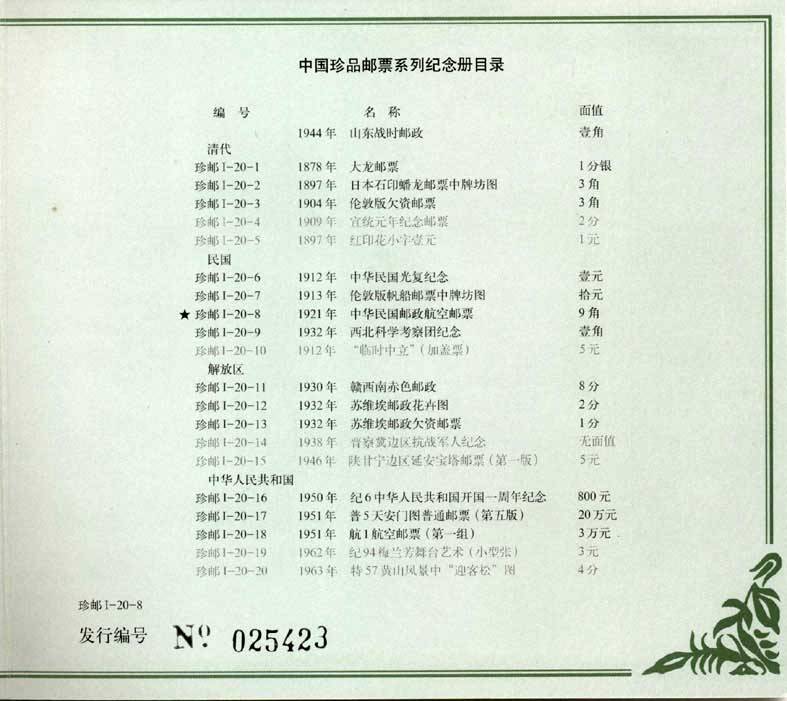 中国珍品邮票系列纪念册目录
编 号 名 称 面值
1944年 山东战时邮政 壹角
清代
珍邮Ⅰ-20-1 1878年 大龙邮票 1分银
珍邮Ⅰ-20-2 1897年 日本石印蟠龙邮票中牌坊图 3角
珍邮Ⅰ-20-3 1904年 伦敦版欠资邮票 3角
珍邮Ⅰ-20-4 1909年 宣统元年纪念邮票 2分
珍邮Ⅰ-20-5 1897年 红印花小字壹元 1元
民国
珍邮Ⅰ-20-6 1912年 中华民国光复纪念 壹元
珍邮Ⅰ-20-7 1913年 伦敦版帆船邮票中牌坊图 拾元
★珍邮Ⅰ-20-8 1921年 中华民国邮政航空邮票 9角
珍邮Ⅰ-20-9 1932年 西北科学考察团纪念 壹角
珍邮Ⅰ-20-10 1912年 “临时中立”(加盖票) 5元
解放区
珍邮Ⅰ-20-11 1930年 赣西南赤色邮政 8分
珍邮Ⅰ-20-12 1932年 苏维埃邮政花卉图 2分
珍邮Ⅰ-20-13 1932年 苏维埃邮政欠资邮票 1分
珍邮Ⅰ-20-14 1938年 晋察冀边区抗战军人纪念 无面值
珍邮Ⅰ-20-15 1946年 陕甘宁边区延安宝塔邮票(第一版) 5元
中华人民共和国
珍邮Ⅰ-20-16 1950年 纪6中华人民共和国开国一周年纪念 800元
珍邮Ⅰ-20-17 1951年 普5天安门图普通邮票(第五版) 20万元
珍邮Ⅰ-20-18 1951年 航1航空邮票(第一组) 3万元
珍邮Ⅰ-20-19 1962年 纪94梅兰芳舞台艺术(小型张) 3元
珍邮Ⅰ-20-20 1963年 特57黄山风景中“迎客松”图 4分
珍邮Ⅰ-20-8
发行编号 Nº 025423